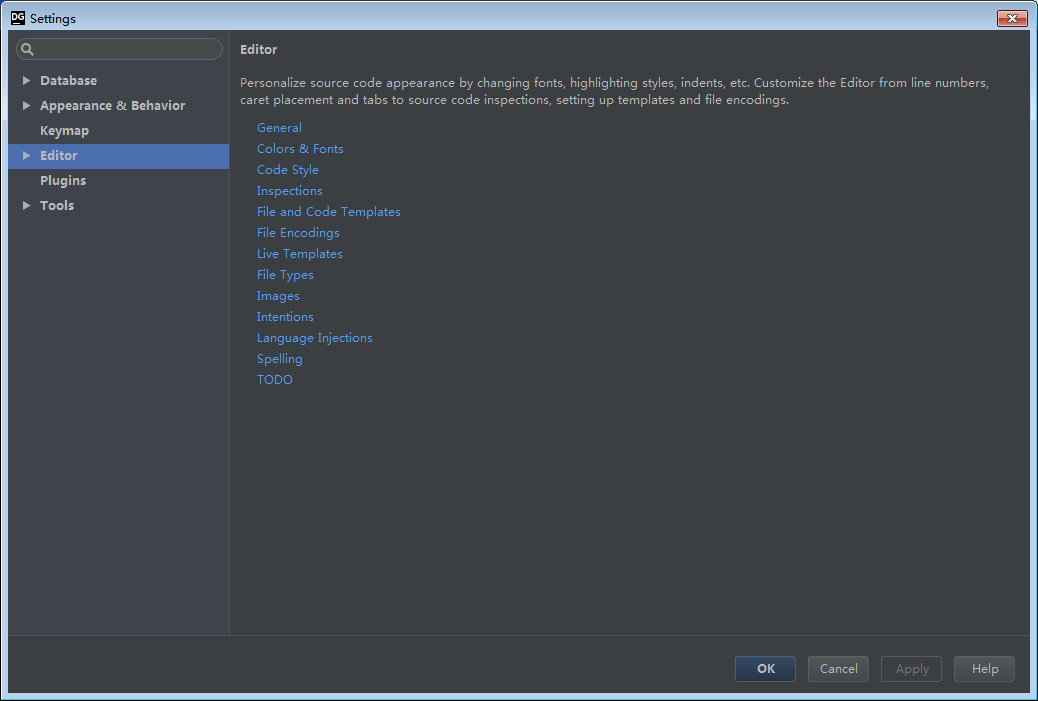 DG Settings
Database
Appearance & Behavior
Keymap
Editor
Plugins
Tools
Editor
Personalize source code appearance by changing fonts, highlighting styles, indents, etc. Customize the Editor from line numbers,
caret placement and tabs to source code inspections, setting up templates and file encodings.
General
Colors & Fonts
Code Style
Inspections
File and Code Templates
File Encodings
Live Templates
File Types
Images
Intentions
Language Injections
Spelling
TODO
OK Cancel Apply Help